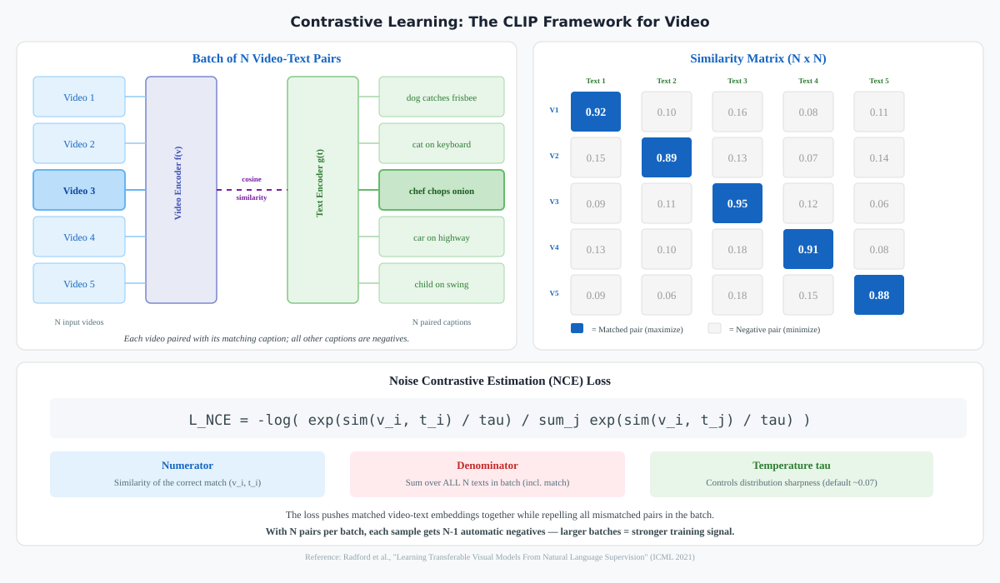 Contrastive Learning: The CLIP Framework for Video
Batch of N Video-Text Pairs
Video 1
Video 2
Video 3
Video 4
Video 5
Video Encoder f(v)
cosine
similarity
Text Encoder g(t)
dog catches frisbee
cat on keyboard
chef chops onion
car on highway
child on swing
N input videos
N paired captions
Each video paired with its matching caption; all other captions are negatives.
Similarity Matrix (N x N)
Text 1 Text 2 Text 3 Text 4 Text 5
V1 0.92 0.10 0.16 0.08 0.11
V2 0.15 0.89 0.13 0.07 0.14
V3 0.09 0.11 0.95 0.12 0.06
V4 0.13 0.10 0.18 0.91 0.08
V5 0.09 0.06 0.18 0.15 0.88
= Matched pair (maximize) = Negative pair (minimize)
Noise Contrastive Estimation (NCE) Loss
L_NCE = -log( exp(sim(v_i, t_i) / tau) / sum_j exp(sim(v_i, t_j) / tau) )
Numerator
Similarity of the correct match (v_i, t_i)
Denominator
Sum over ALL N texts in batch (incl. match)
Temperature tau
Controls distribution sharpness (default ~0.07)
The loss pushes matched video-text embeddings together while repelling all mismatched pairs in the batch.
With N pairs per batch, each sample gets N-1 automatic negatives — larger batches = stronger training signal.
Reference: Radford et al., "Learning Transferable Visual Models From Natural Language Supervision" (ICML 2021)